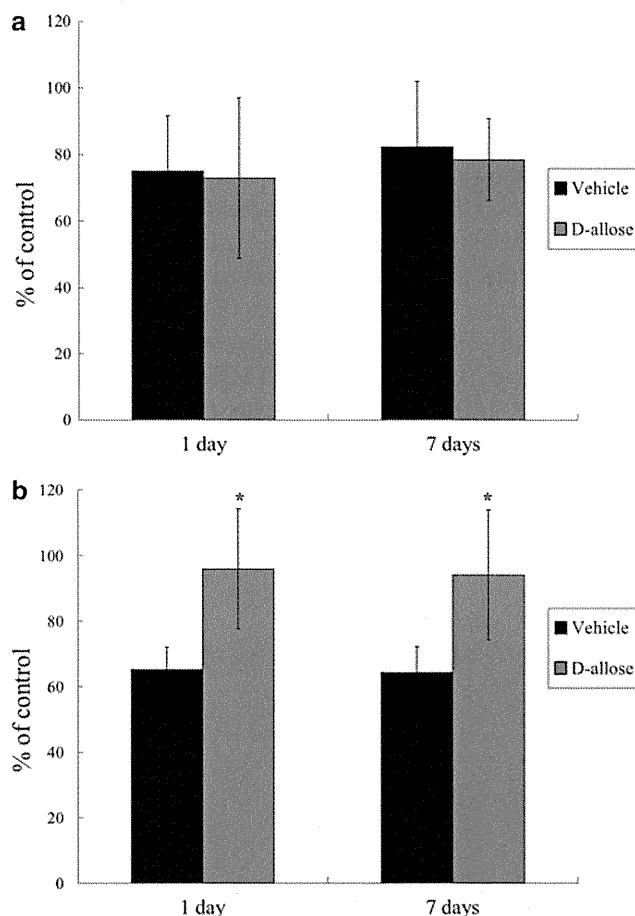 a
120
100
80
60
40
20
0
% of control
1 day
7 days
Vehicle
D-allose
b
120
100
80
60
40
20
0
% of control
*
*
1 day
7 days
Vehicle
D-allose